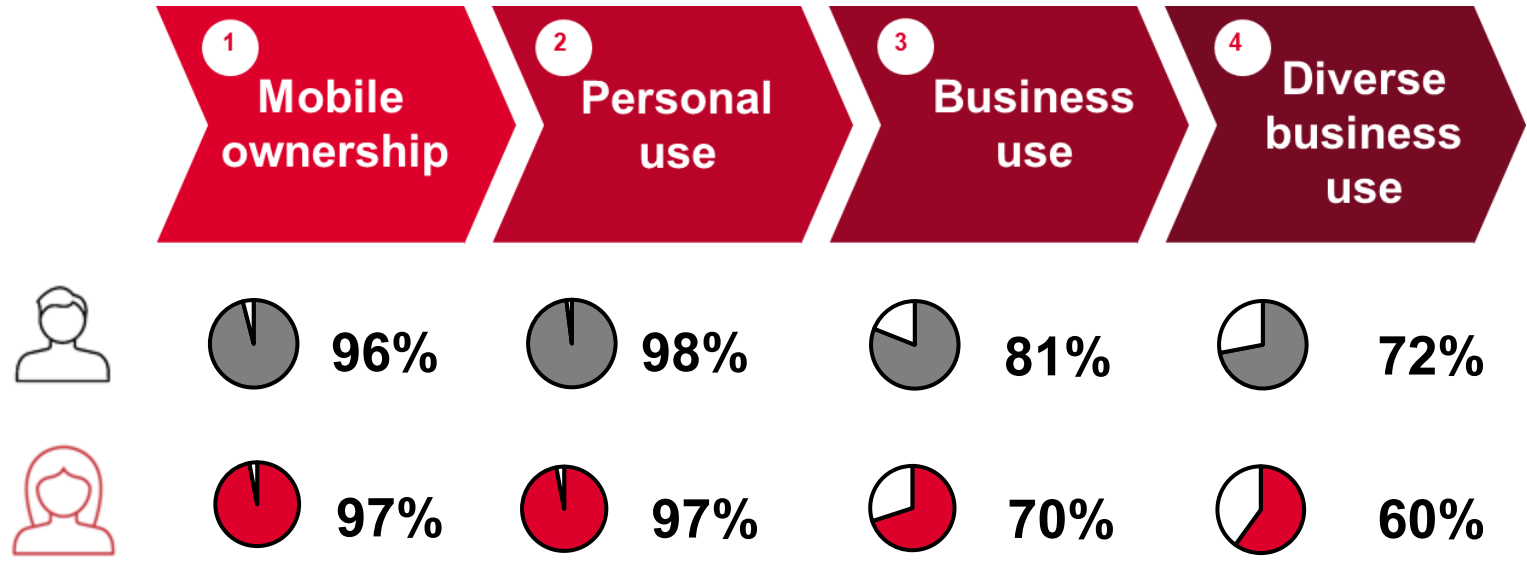 1
Mobile
ownership
2
Personal
use
3
Business
use
4
Diverse
business
use
96%
98%
81%
72%
97%
97%
70%
60%